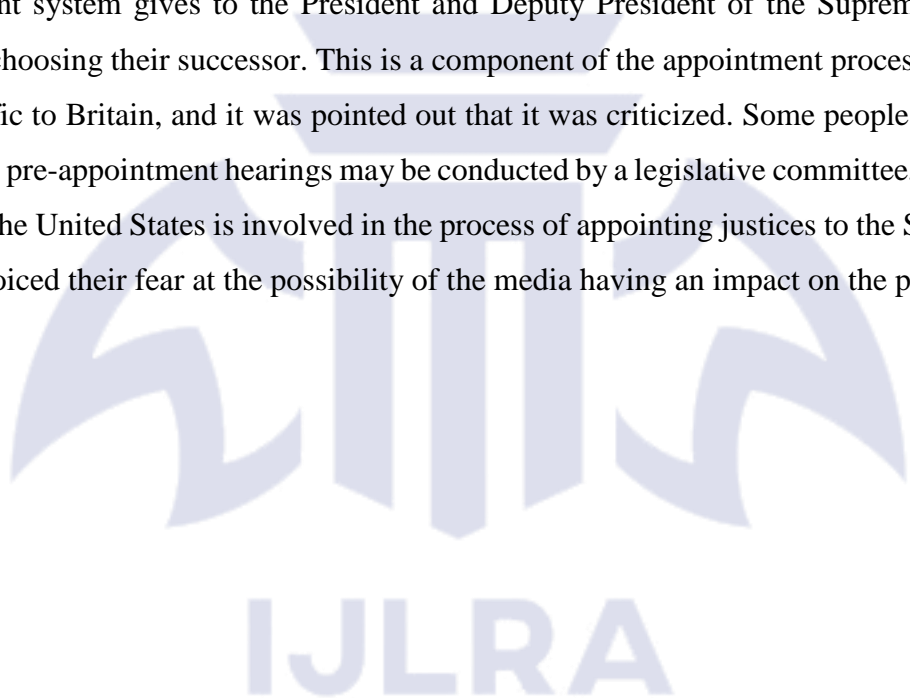 nt system gives to the President and Deputy President of the Suprem
choosing their successor. This is a component of the appointment proces
fic to Britain, and it was pointed out that it was criticized. Some people
pre-appointment hearings may be conducted by a legislative committee
he United States is involved in the process of appointing justices to the S
oiced their fear at the possibility of the media having an impact on the p
IJLRA